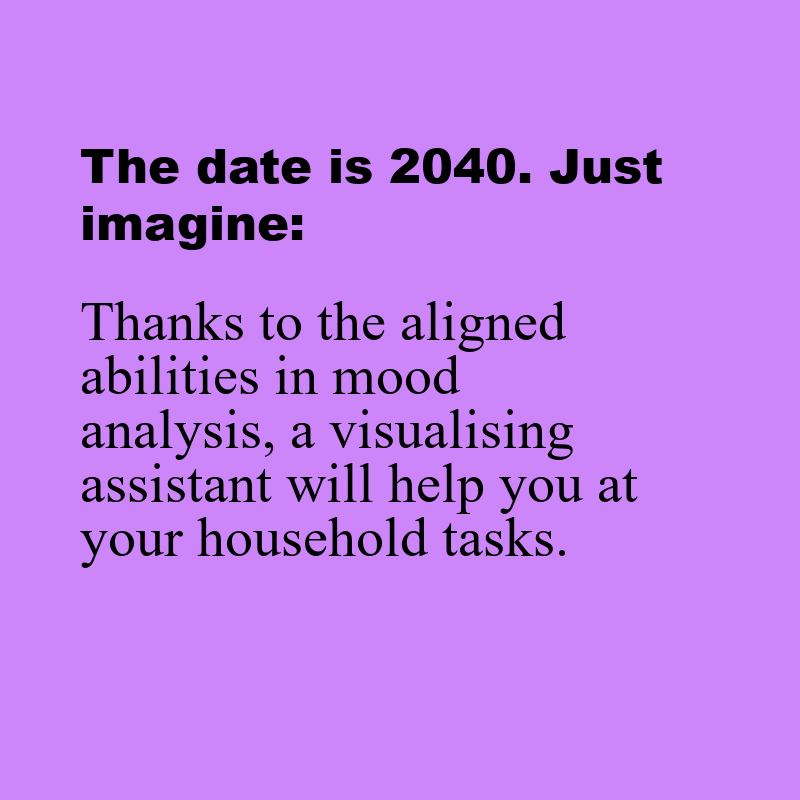 The date is 2040. Just
imagine:
Thanks to the aligned
abilities in mood
analysis, a visualising
assistant will help you at
your household tasks.